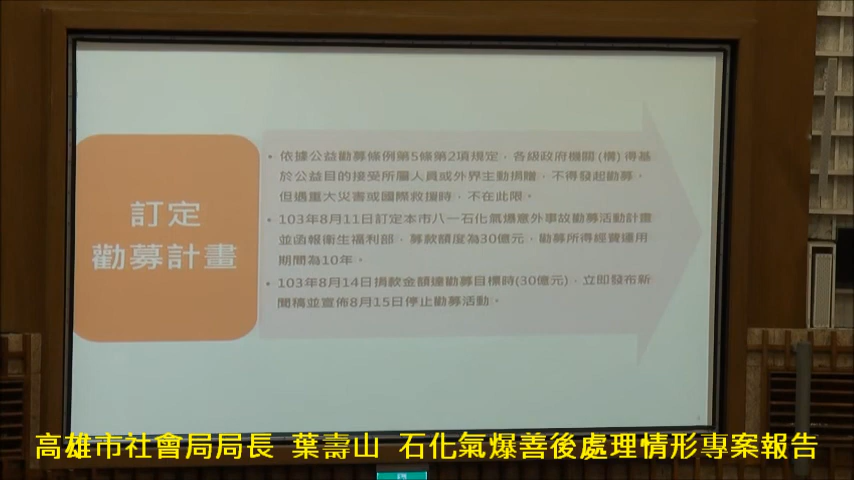 訂定
勸募計畫
• 依據公益勸募條例第5條第2項規定，各級政府機關(構)得基
於公益目的接受所屬人員或外界主動捐贈，不得發起勸募。
但遇重大災害或國際救援時，不在此限。
• 103年8月11日訂定本市八一石化氣爆意外事故勸募活動計畫
並函報衛生福利部，募款額度為30億元，勸募所得經費運用
期間為10年。
• 103年8月14日捐款金額達勸募目標時(30億元)，立即發布新
聞稿並宣佈8月15日停止勸募活動。
高雄市社會局局長 葉壽山 石化氣爆善後處理情形專案報告